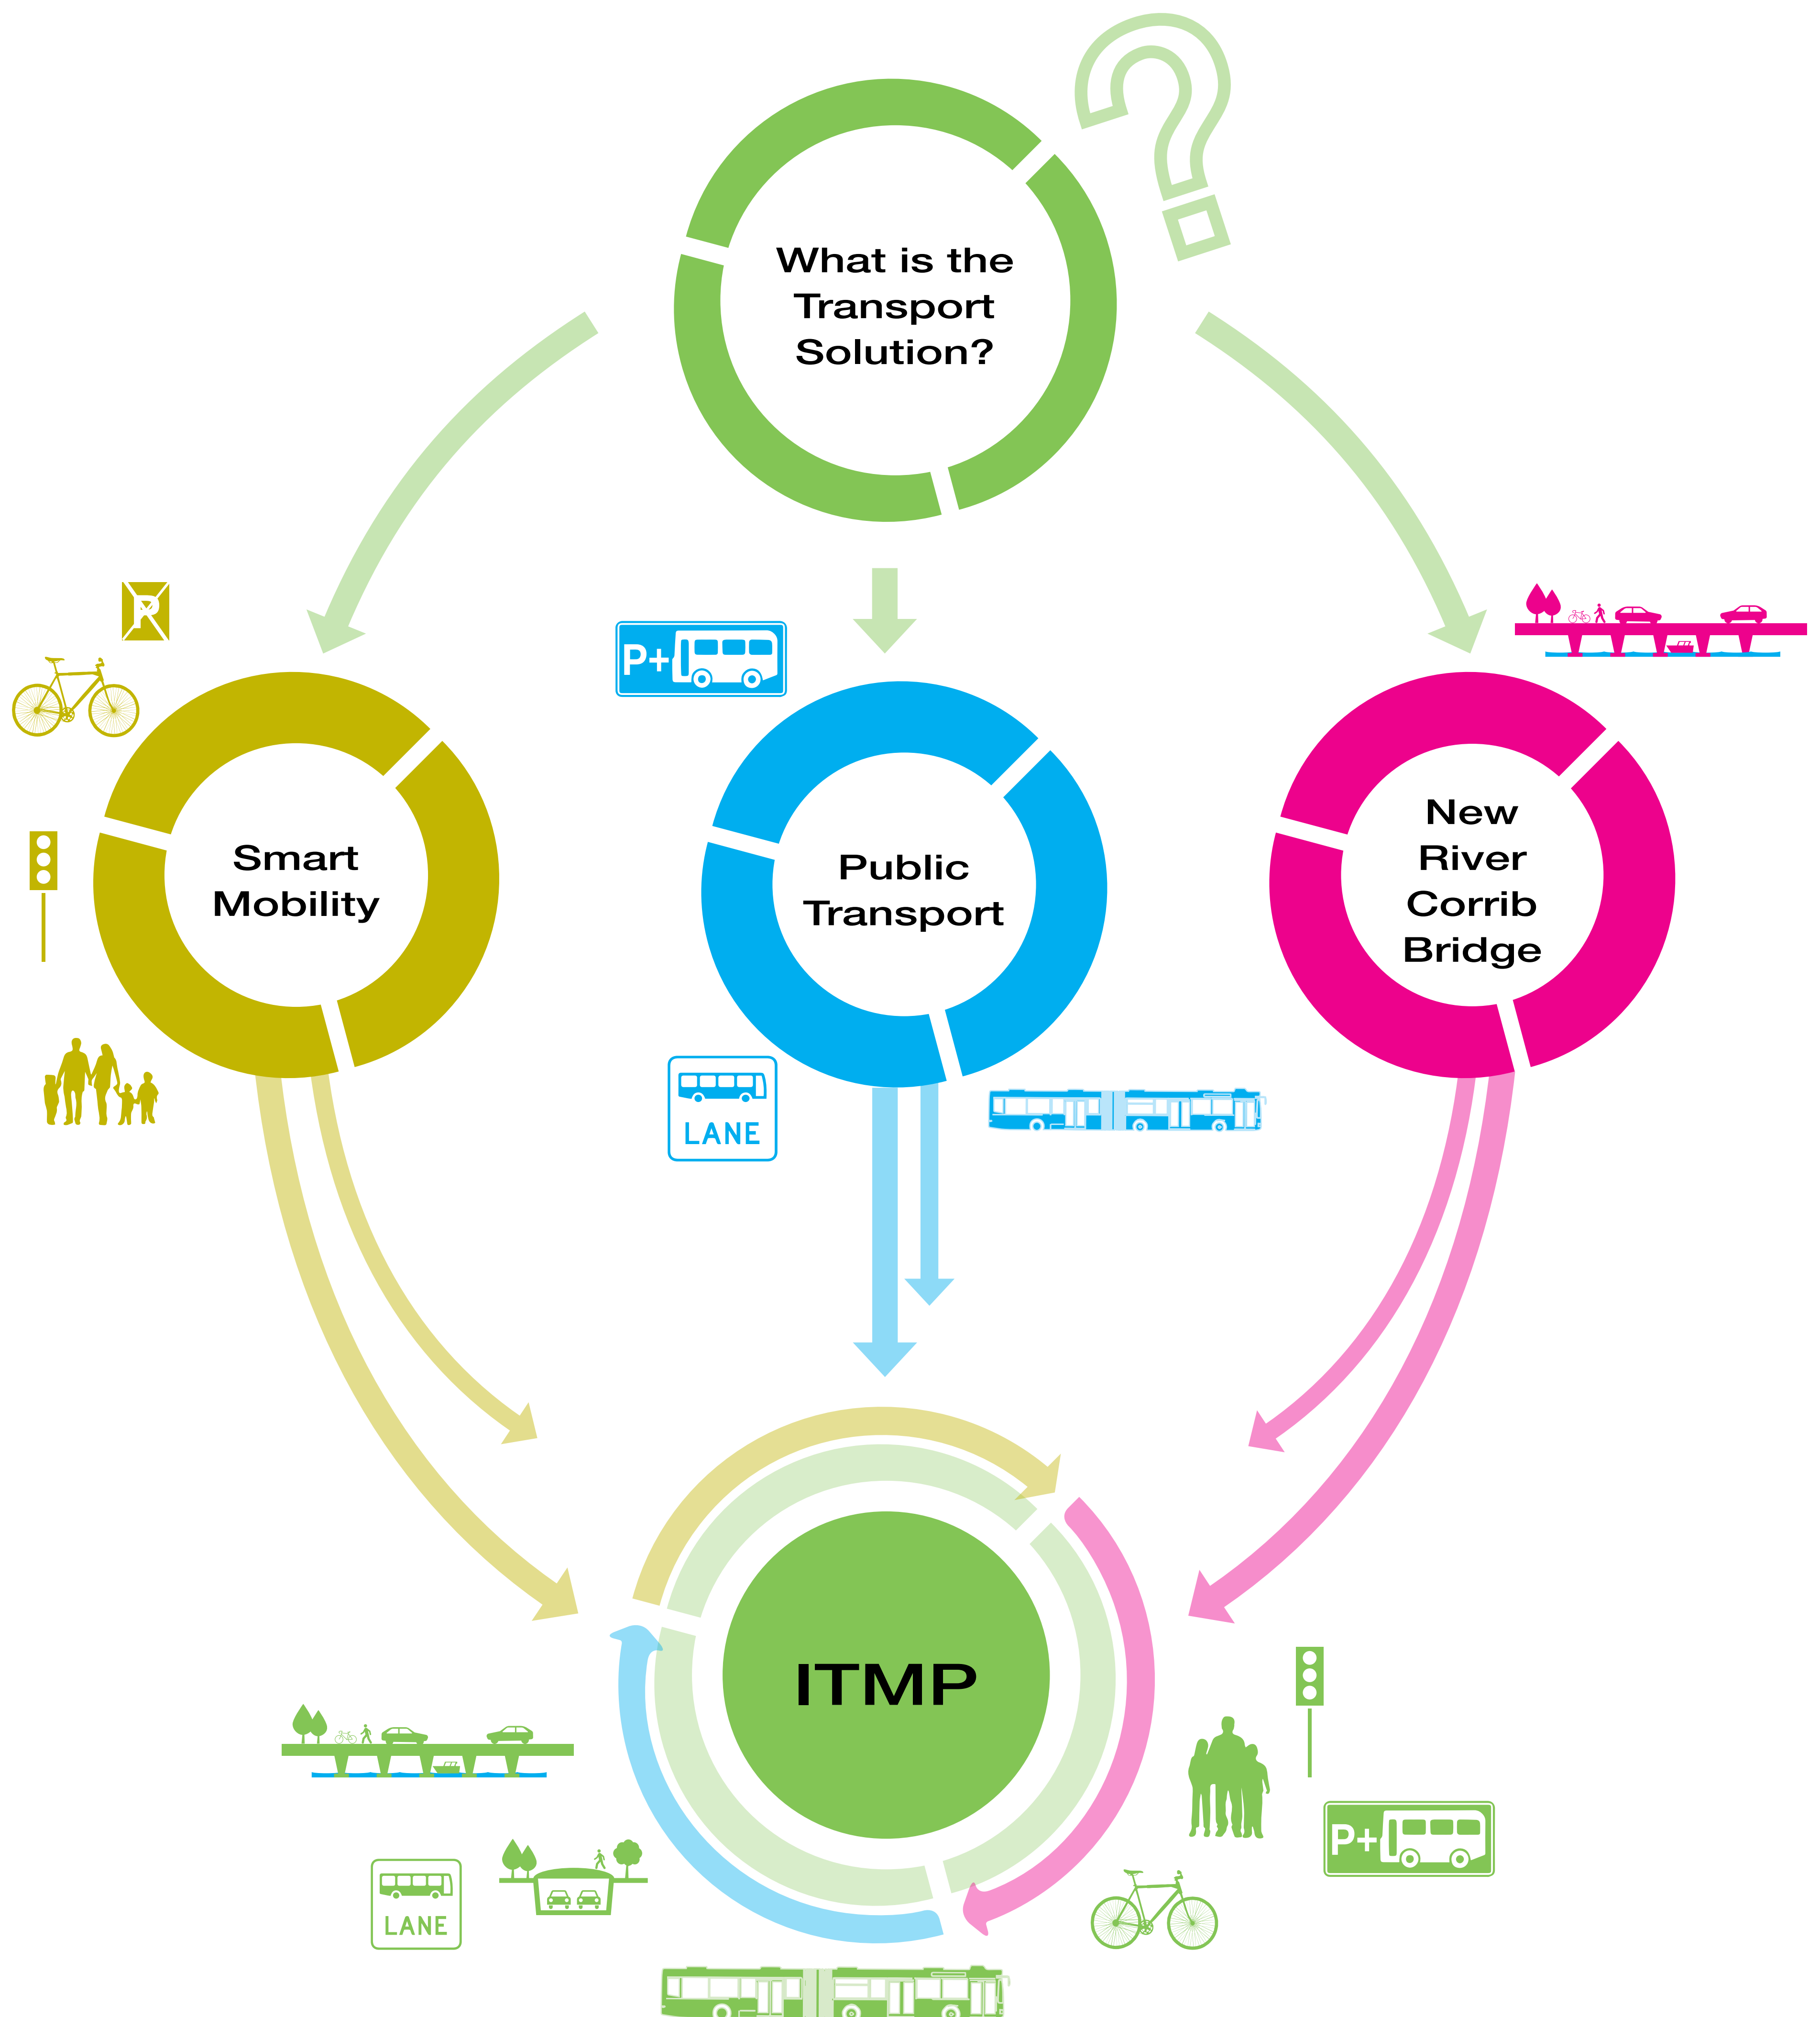 What is the
Transport
Solution?
P
P+
Smart
Mobility
Public
Transport
New
River
Corrib
Bridge
LANE
ITMP
P+
LANE